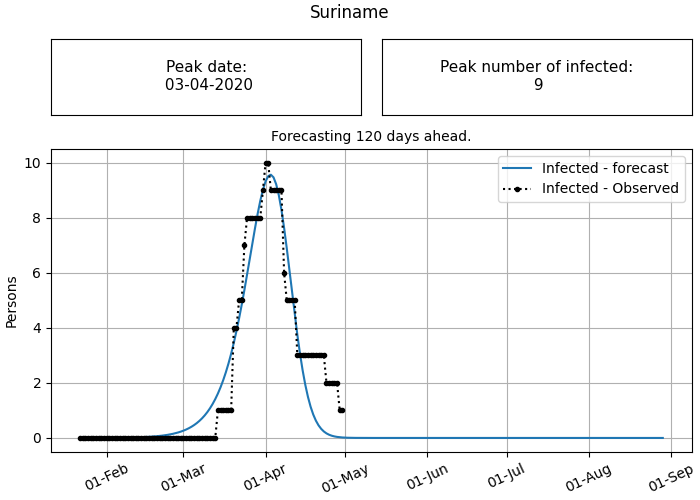 Suriname
Peak date:
03-04-2020
Peak number of infected:
9
Forecasting 120 days ahead.
Infected - forecast
Infected - Observed
Persons
10
8
6
4
2
0
01-Feb
01-Mar
01-Apr
01-May
01-Jun
01-Jul
01-Aug
01-Sep